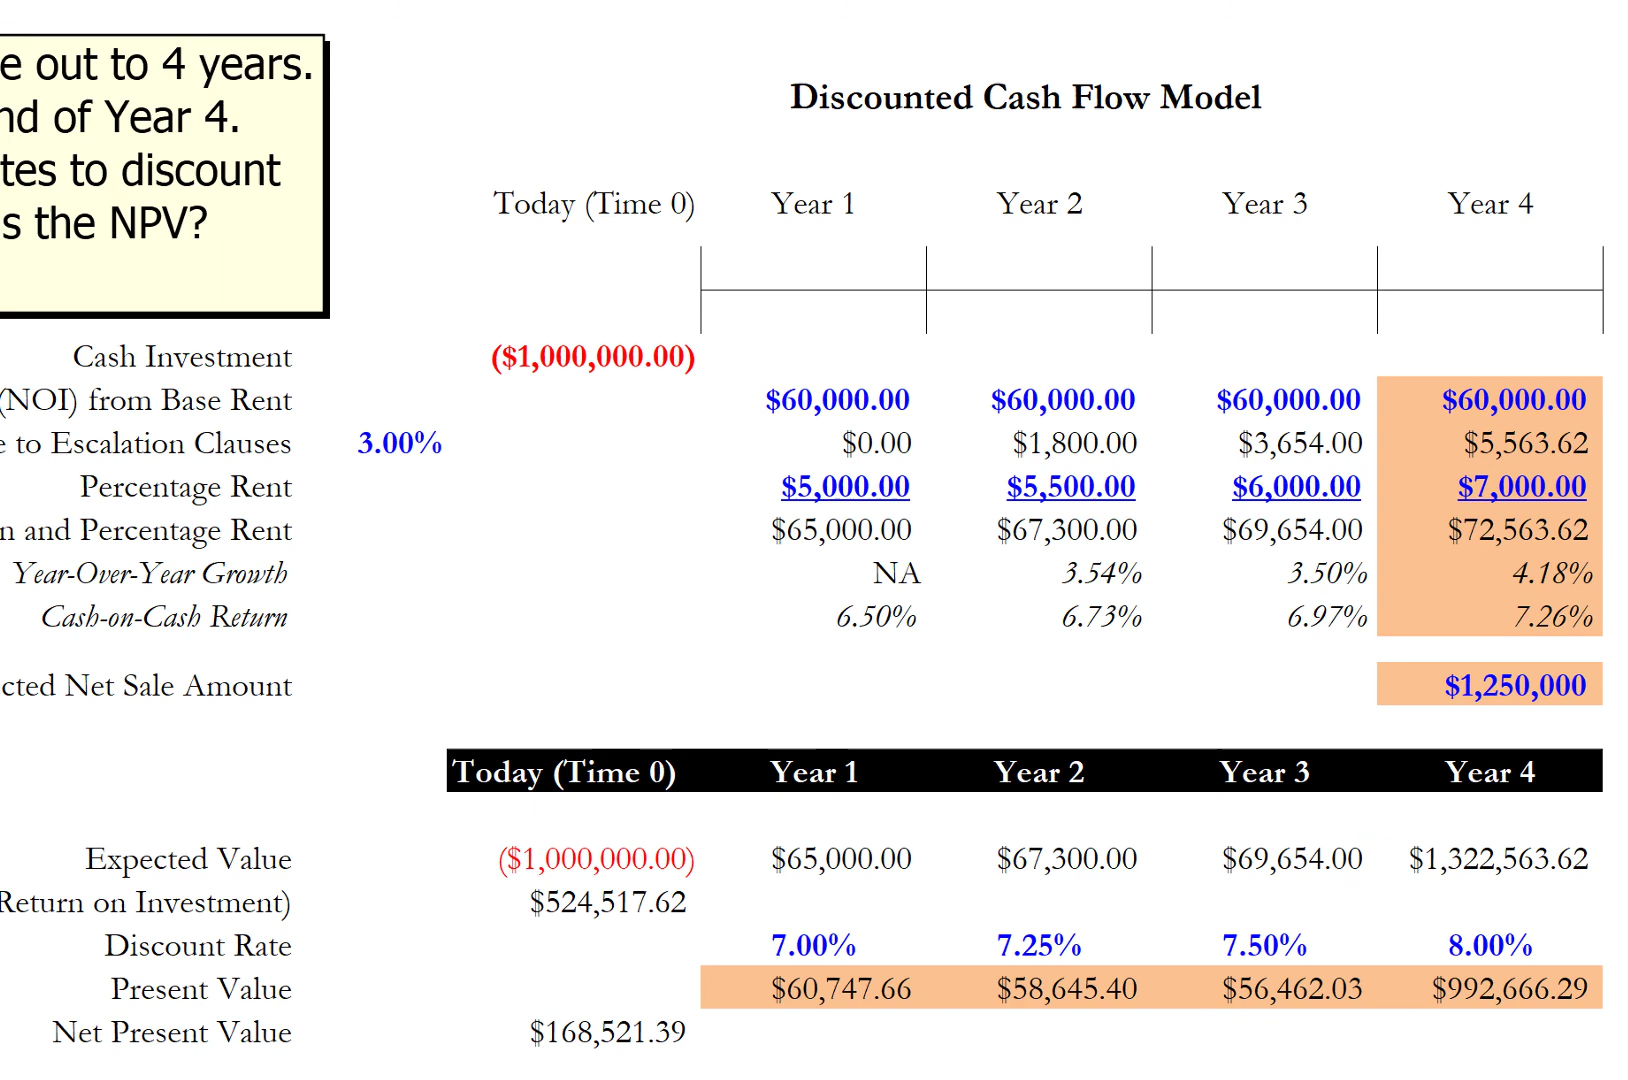 e out to 4 years.
nd of Year 4.
tes to discount
s the NPV?
Discounted Cash Flow Model
Today (Time 0) Year 1 Year 2 Year 3 Year 4
Cash Investment ($1,000,000.00)
(NOI) from Base Rent $60,000.00 $60,000.00 $60,000.00 $60,000.00
e to Escalation Clauses 3.00% $0.00 $1,800.00 $3,654.00 $5,563.62
Percentage Rent $5,000.00 $5,500.00 $6,000.00 $7,000.00
n and Percentage Rent $65,000.00 $67,300.00 $69,654.00 $72,563.62
Year-Over-Year Growth NA 3.54% 3.50% 4.18%
Cash-on-Cash Return 6.50% 6.73% 6.97% 7.26%
cted Net Sale Amount $1,250,000
Today (Time 0) Year 1 Year 2 Year 3 Year 4
Expected Value ($1,000,000.00) $65,000.00 $67,300.00 $69,654.00 $1,322,563.62
Return on Investment) $524,517.62
Discount Rate 7.00% 7.25% 7.50% 8.00%
Present Value $60,747.66 $58,645.40 $56,462.03 $992,666.29
Net Present Value $168,521.39